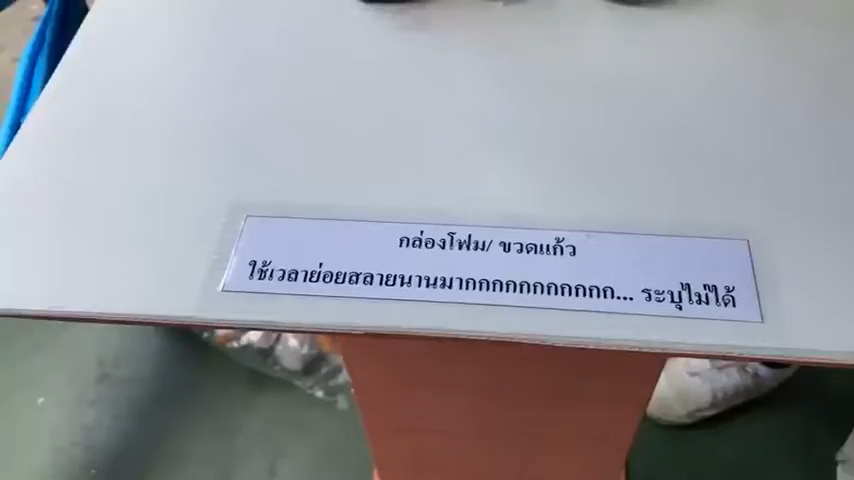 กล่องโฟม/ ขวดแก้ว
ใช้เวลาย่อยสลายนานมากกกกกกกกกก... ระบุไม่ได้